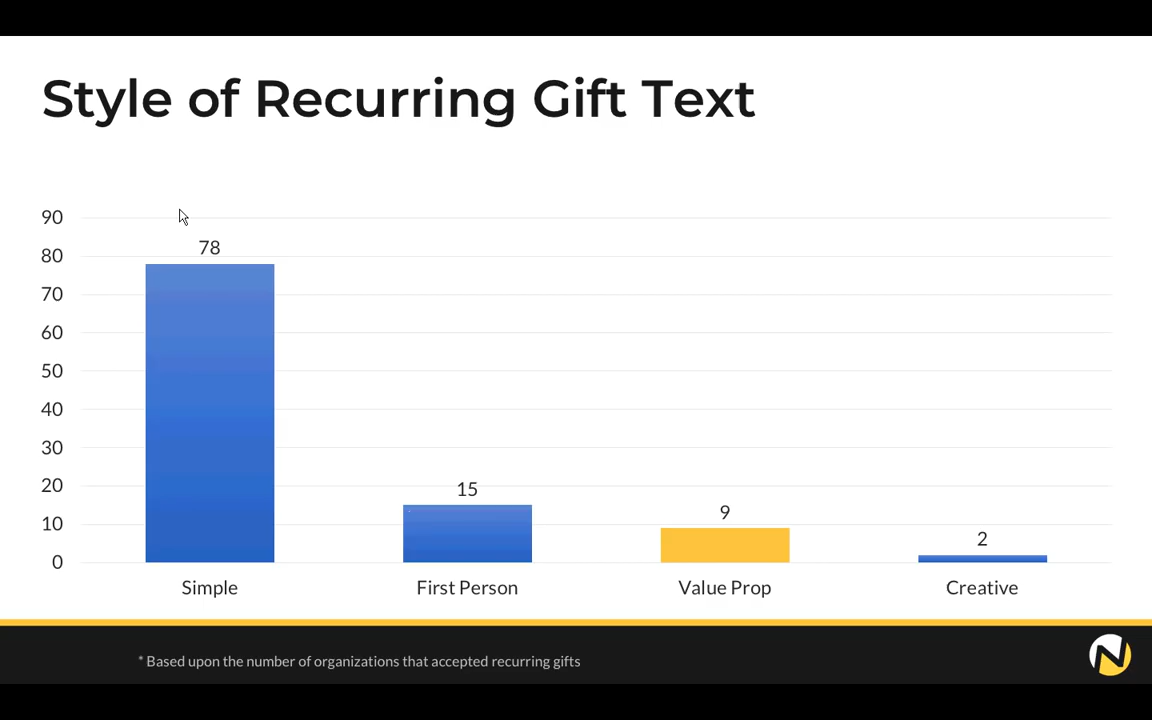 Style of Recurring Gift Text
90
80
70
60
50
40
30
20
10
0
78
15
9
2
Simple
First Person
Value Prop
Creative
* Based upon the number of organizations that accepted recurring gifts
N